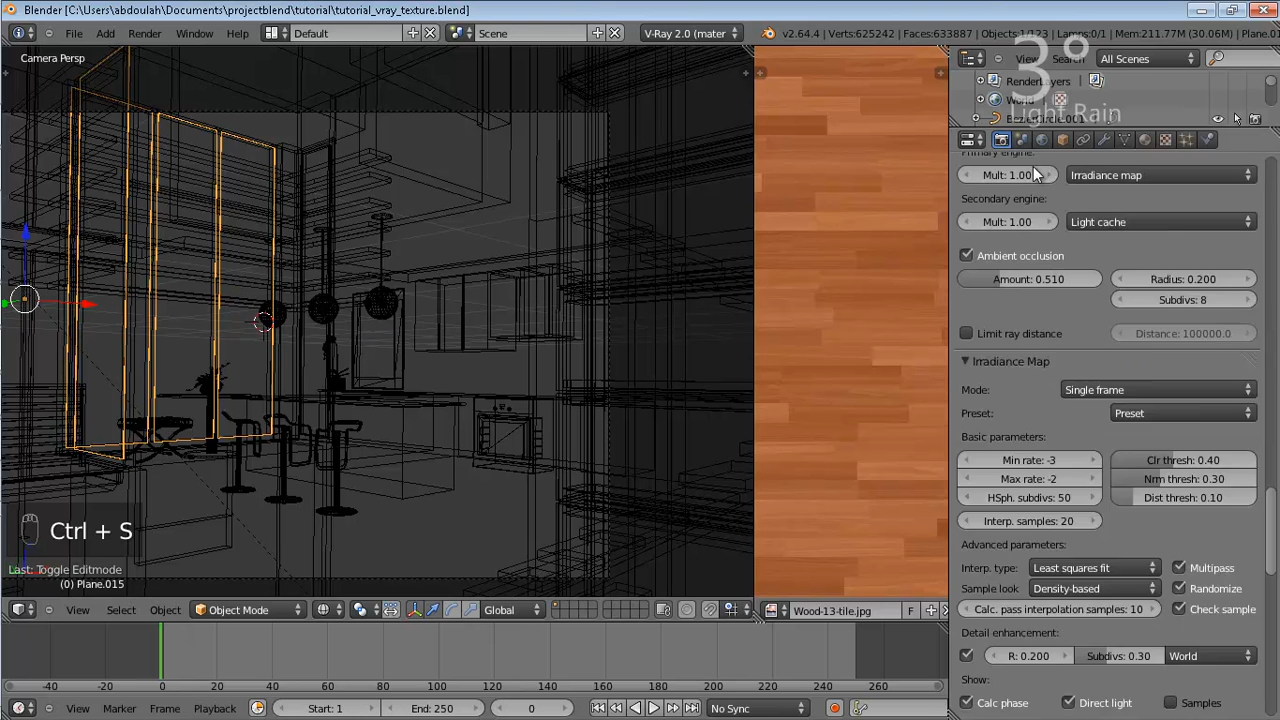 Blender [C:\Users\abdoulah\Documents\projectblend\tutorial\tutorial_vray_texture.blend]
File Add Render Window Help Default Scene V-Ray 2.0 (mater v2.64.4 | Verts:625242 | Faces:633887 | Objects:1/123 | Lamps:0/1 | Mem:211.77M (30.06M) | Plane.01
3°
Light Rain
Camera Persp
View Search All Scenes
RenderLayers
World
BezierCircle.001
Primary engine:
Mult: 1.00 Irradiance map
Secondary engine:
Mult: 1.00 Light cache
Ambient occlusion
Amount: 0.510 Radius: 0.200
Subdivs: 8
Limit ray distance Distance: 100000.0
Irradiance Map
Mode: Single frame
Preset: Preset
Basic parameters:
Min rate: -3 Clr thresh: 0.40
Max rate: -2 Nrm thresh: 0.30
HSph. subdivs: 50 Dist thresh: 0.10
Interp. samples: 20
Advanced parameters:
Interp. type: Least squares fit Multipass
Sample look Density-based Randomize
Calc. pass interpolation samples: 10 Check sample
Detail enhancement:
R: 0.200 Subdivs: 0.30 World
Show:
Calc phase Direct light Samples
Ctrl + S
Last: Toggle Editmode
(0) Plane.015
View Select Object Object Mode Global Wood-13-tile.jpg F
-40 -20 0 20 40 60 80 100 120 140 160 180 200 220 240 260 280
View Marker Frame Playback Start: 1 End: 250 0 No Sync